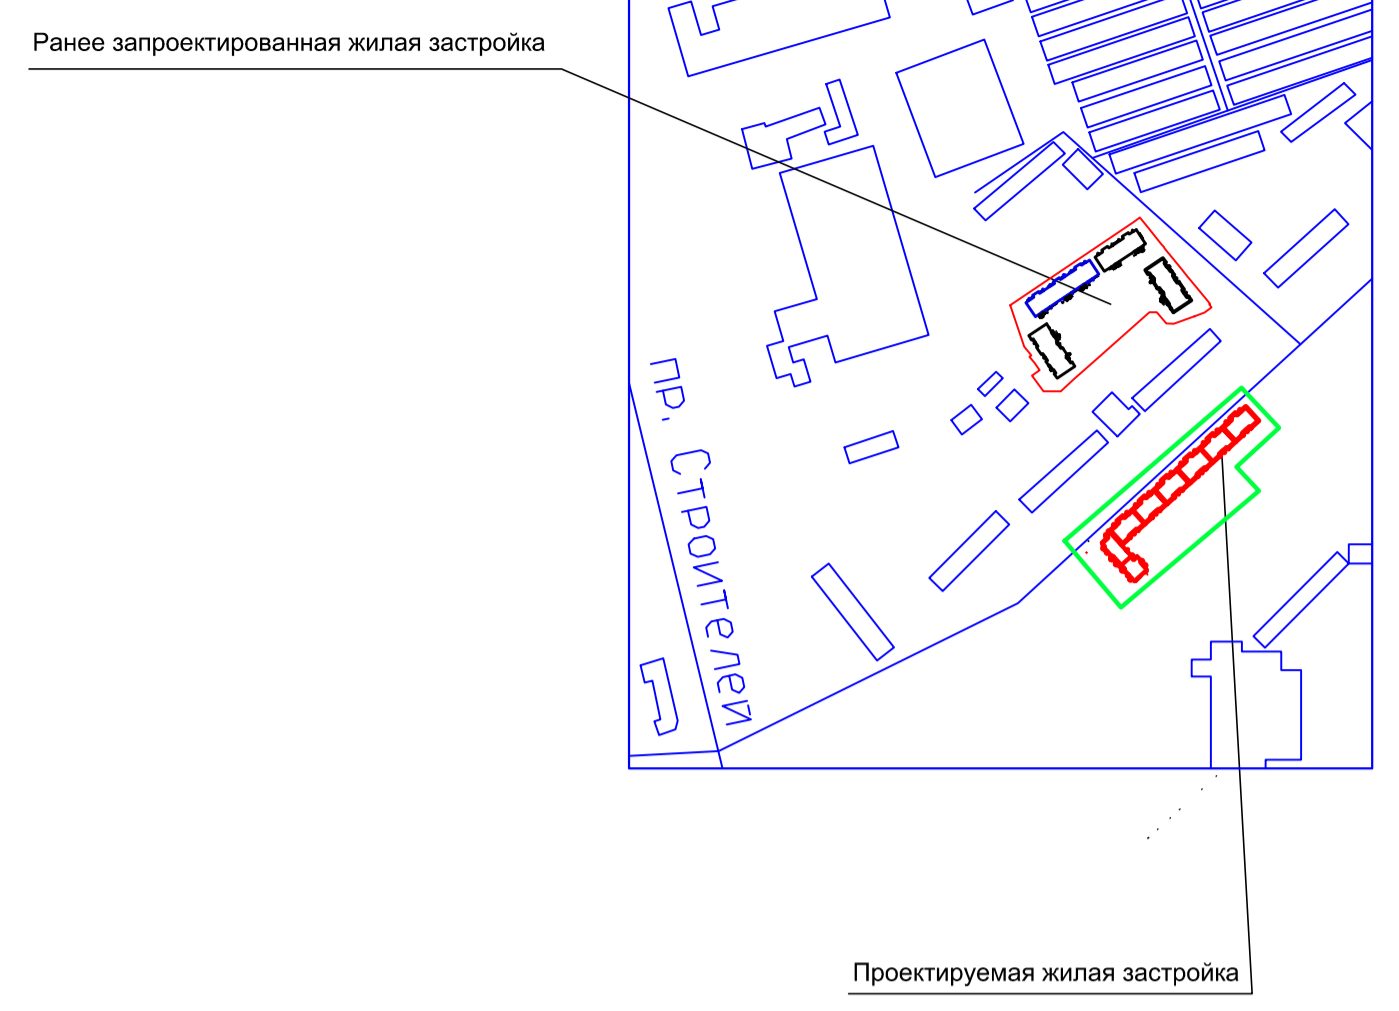 Ранее запроектированная жилая застройка
пр. Строителей
Проектируемая жилая застройка